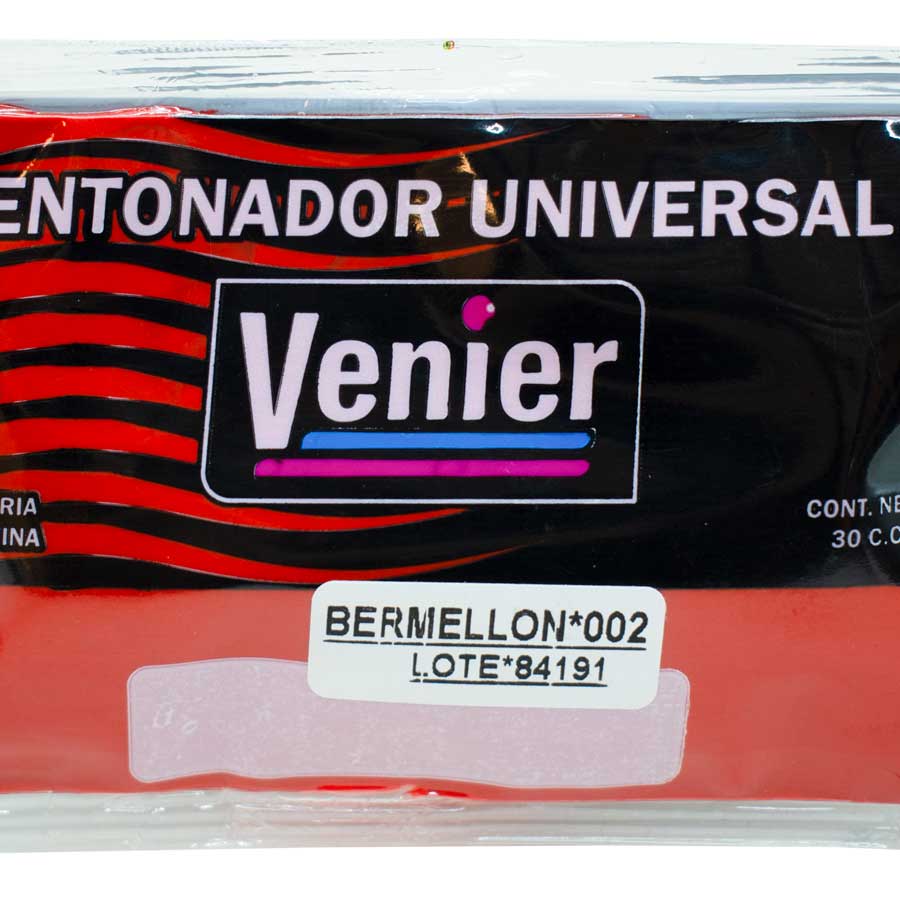 ENTONADOR UNIVERSAL
Venier
RIA
INA
CONT. NE
30 C.C
BERMELLON*002
LOTE*84191